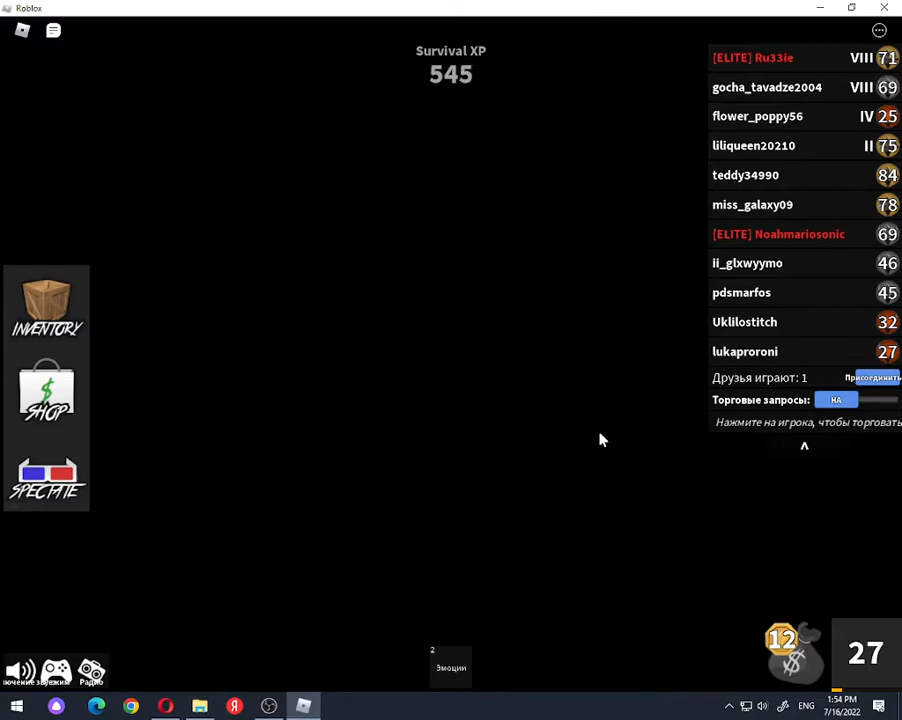 Roblox
Survival XP
545
[ELITE] Ru33ie VIII 71
gocha_tavadze2004 VIII 69
flower_poppy56 IV 25
liliqueen20210 II 75
teddy34990 84
miss_galaxy09 78
[ELITE] Noahmariosonic 69
ii_glxwyymo 46
pdsmarfos 45
Uklilostitch 32
lukaproroni 27
Друзья играют: 1 Присоединить
Торговые запросы: НА
Нажмите на игрока, чтобы торговать
INVENTORY
$
SHOP
SPECTATE
2
Эмоции
12
$
27
Радио
Я
ENG
1:54 PM
7/16/2022